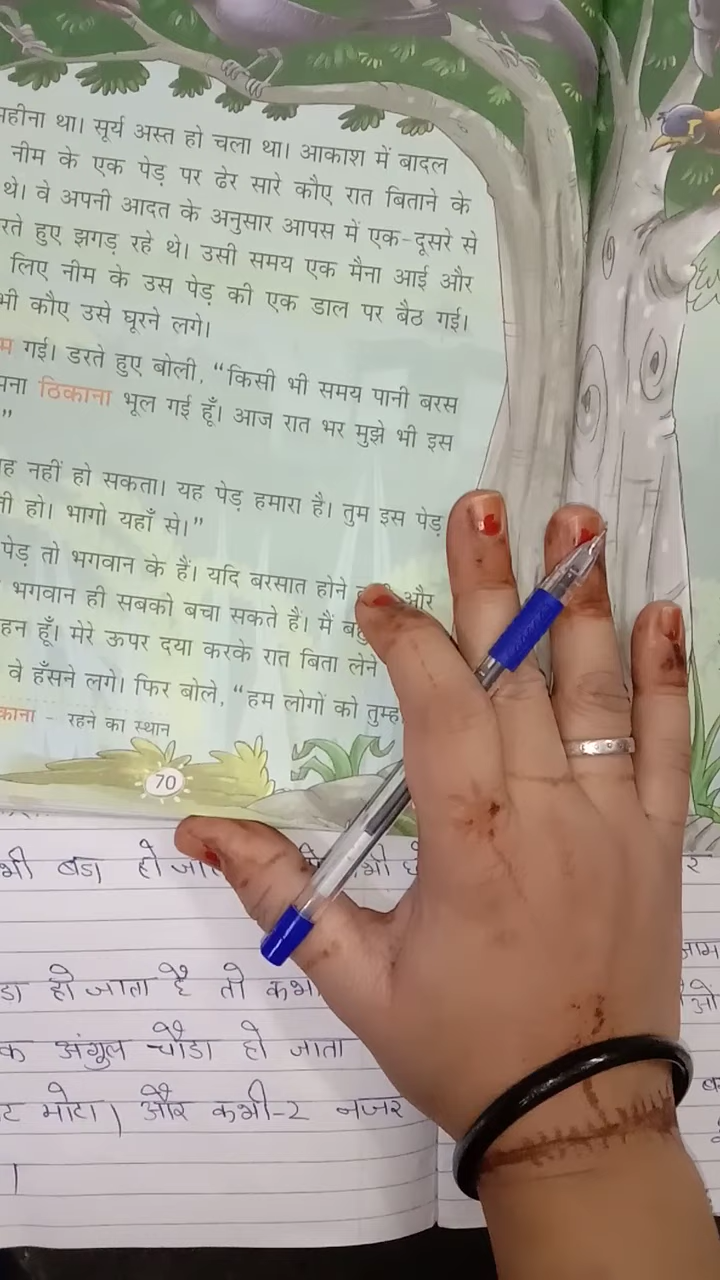 महीना था। सूर्य अस्त हो चला था। आकाश में बादल
नीम के एक पेड़ पर ढेर सारे कौए रात बिताने के
थे। वे अपनी आदत के अनुसार आपस में एक-दूसरे से
रते हुए झगड़ रहे थे। उसी समय एक मैना आई और
लिए नीम के उस पेड़ की एक डाल पर बैठ गई।
भी कौए उसे घूरने लगे।
म गई। डरते हुए बोली, “किसी भी समय पानी बरस
ठिकाना भूल गई हूँ। आज रात भर मुझे भी इस
”
ह नहीं हो सकता। यह पेड़ हमारा है। तुम इस पेड़
ी हो। भागो यहाँ से।”
पेड़ तो भगवान के हैं। यदि बरसात होने और
भगवान ही सबको बचा सकते हैं। मैं
हन हूँ। मेरे ऊपर दया करके रात बिता लेने
वे हँसने लगे। फिर बोले, “हम लोगों को
काना – रहने का स्थान
70
भी बडा हो
डा हो जाता है तो कभी
क अंगुल चौडा हो जाता
ट मोटा। और कभी-2 नजर
।